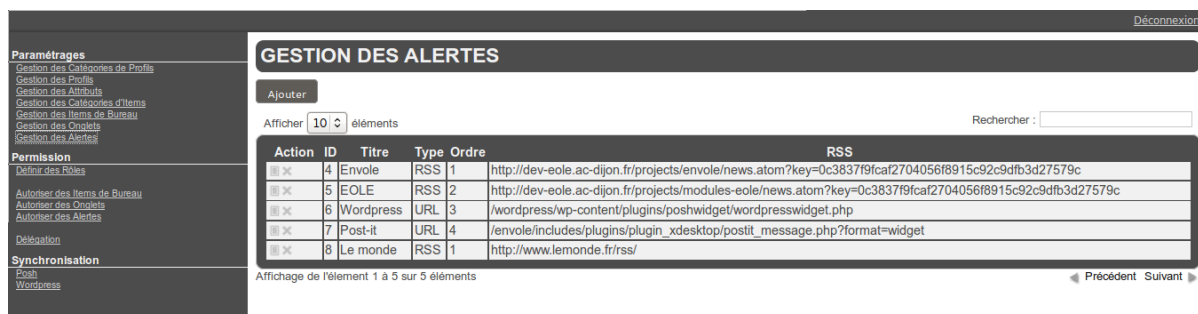 Déconnexion
Paramétrages
Gestion des Catégories de Profils
Gestion des Profils
Gestion des Attributs
Gestion des Catégories d'Items
Gestion des Items de Bureau
Gestion des Onglets
Gestion des Alertes
Permission
Définir des Rôles
Autoriser des Items de Bureau
Autoriser des Onglets
Autoriser des Alertes
Délégation
Synchronisation
Posh
Wordpress
GESTION DES ALERTES
Ajouter
Afficher 10 éléments Rechercher :
Action ID Titre Type Ordre RSS
4 Envole RSS 1 http://dev-eole.ac-dijon.fr/projects/envole/news.atom?key=0c3837f9fcaf2704056f8915c92c9dfb3d27579c
5 EOLE RSS 2 http://dev-eole.ac-dijon.fr/projects/modules-eole/news.atom?key=0c3837f9fcaf2704056f8915c92c9dfb3d27579c
6 Wordpress URL 3 /wordpress/wp-content/plugins/poshwidget/wordpresswidget.php
7 Post-it URL 4 /envole/includes/plugins/plugin_xdesktop/postit_message.php?format=widget
8 Le monde RSS 1 http://www.lemonde.fr/rss/
Affichage de l'élement 1 à 5 sur 5 éléments Précédent Suivant